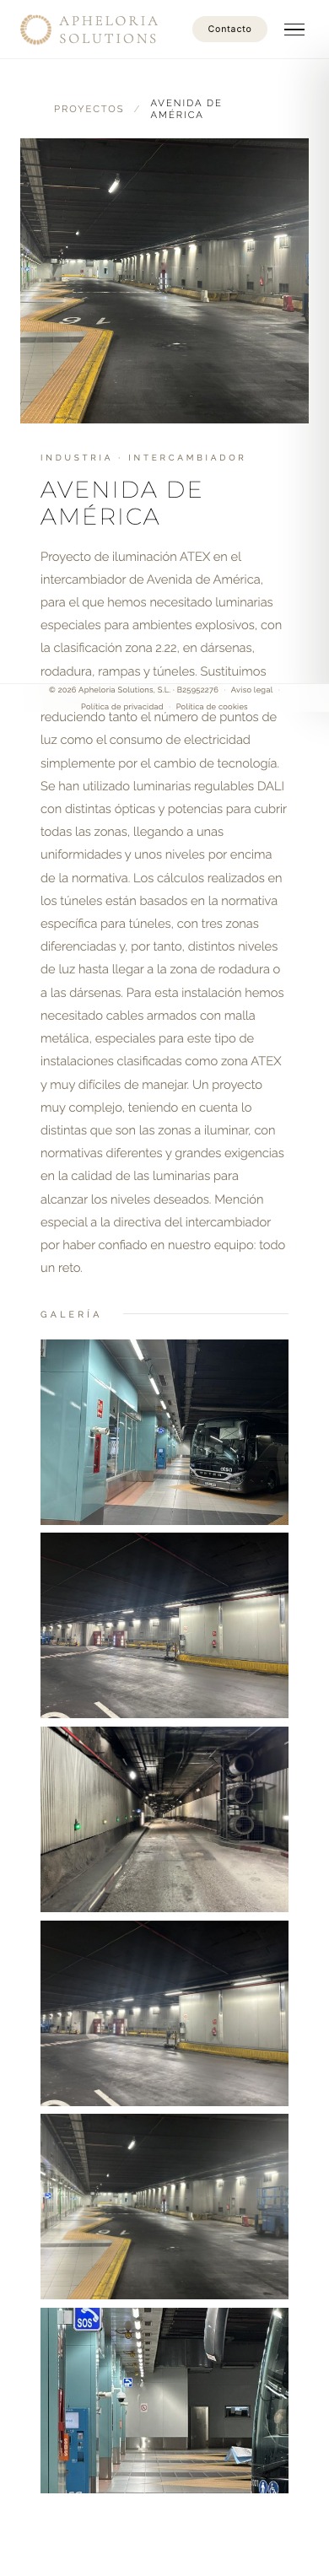 APHELORIA
SOLUTIONS
Contacto
PROYECTOS / AVENIDA DE
AMÉRICA
INDUSTRIA · INTERCAMBIADOR
AVENIDA DE
AMÉRICA
Proyecto de iluminación ATEX en el
intercambiador de Avenida de América,
para el que hemos necesitado luminarias
especiales para ambientes explosivos, con
la clasificación zona 2.22, en dársenas,
rodadura, rampas y túneles. Sustituimos
© 2026 Apheloria Solutions, S.L. · B25952276 · Aviso legal ·
Política de privacidad · Política de cookies
reduciendo tanto el número de puntos de
luz como el consumo de electricidad
simplemente por el cambio de tecnología.
Se han utilizado luminarias regulables DALI
con distintas ópticas y potencias para cubrir
todas las zonas, llegando a unas
uniformidades y unos niveles por encima
de la normativa. Los cálculos realizados en
los túneles están basados en la normativa
específica para túneles, con tres zonas
diferenciadas y, por tanto, distintos niveles
de luz hasta llegar a la zona de rodadura o
a las dársenas. Para esta instalación hemos
necesitado cables armados con malla
metálica, especiales para este tipo de
instalaciones clasificadas como zona ATEX
y muy difíciles de manejar. Un proyecto
muy complejo, teniendo en cuenta lo
distintas que son las zonas a iluminar, con
normativas diferentes y grandes exigencias
en la calidad de las luminarias para
alcanzar los niveles deseados. Mención
especial a la directiva del intercambiador
por haber confiado en nuestro equipo: todo
un reto.
GALERÍA
SOS